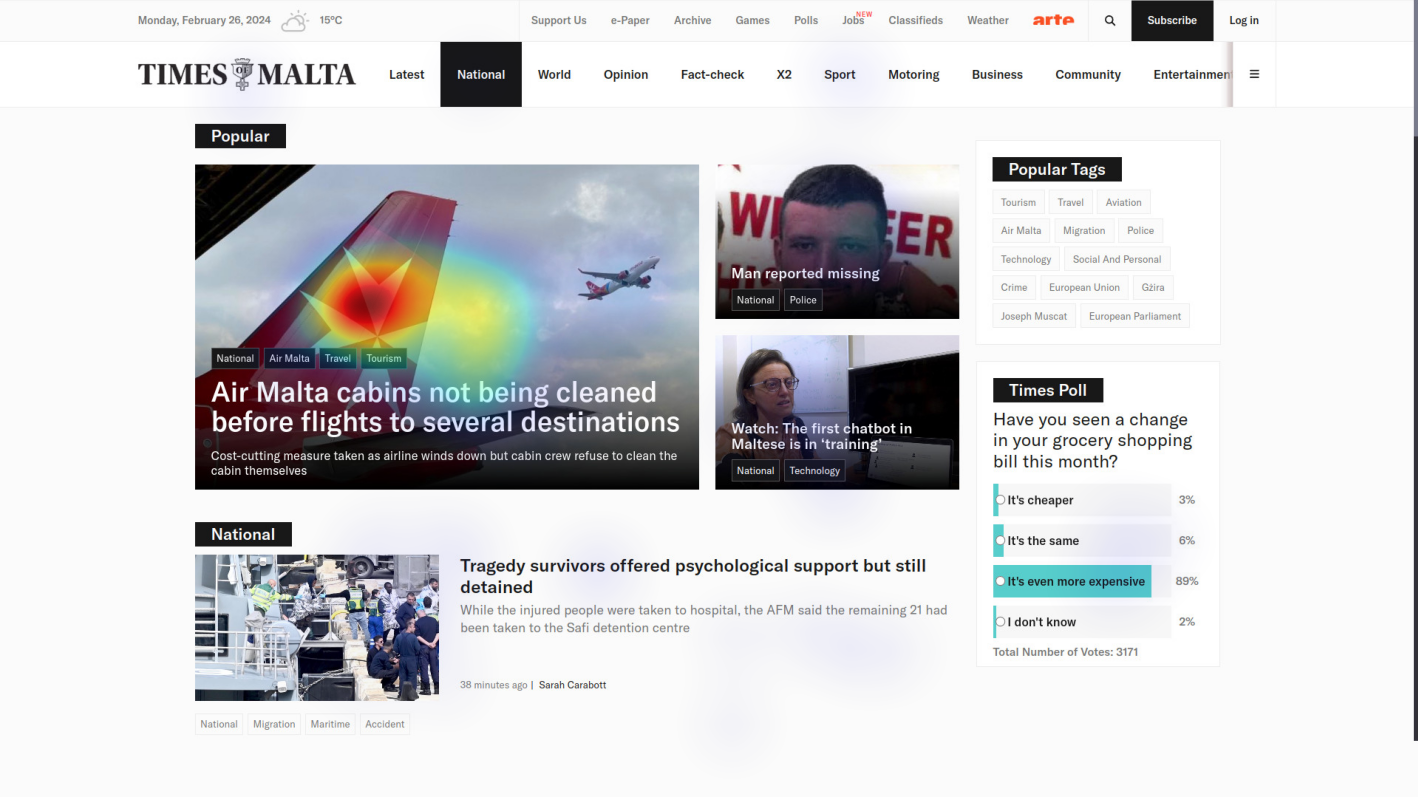 Monday, February 26, 2024 15°C Support Us e-Paper Archive Games Polls Jobs NEW Classifieds Weather arte Subscribe Log in
TIMES OF MALTA Latest National World Opinion Fact-check X2 Sport Motoring Business Community Entertainmen
Popular
National Air Malta Travel Tourism
Air Malta cabins not being cleaned
before flights to several destinations
Cost-cutting measure taken as airline winds down but cabin crew refuse to clean the
cabin themselves
Man reported missing
National Police
Watch: The first chatbot in
Maltese is in ‘training’
National Technology
Popular Tags
Tourism Travel Aviation
Air Malta Migration Police
Technology Social And Personal
Crime European Union Gżira
Joseph Muscat European Parliament
Times Poll
Have you seen a change
in your grocery shopping
bill this month?
It's cheaper 3%
It's the same 6%
It's even more expensive 89%
I don't know 2%
Total Number of Votes: 3171
National
Tragedy survivors offered psychological support but still
detained
While the injured people were taken to hospital, the AFM said the remaining 21 had
been taken to the Safi detention centre
38 minutes ago | Sarah Carabott
National Migration Maritime Accident